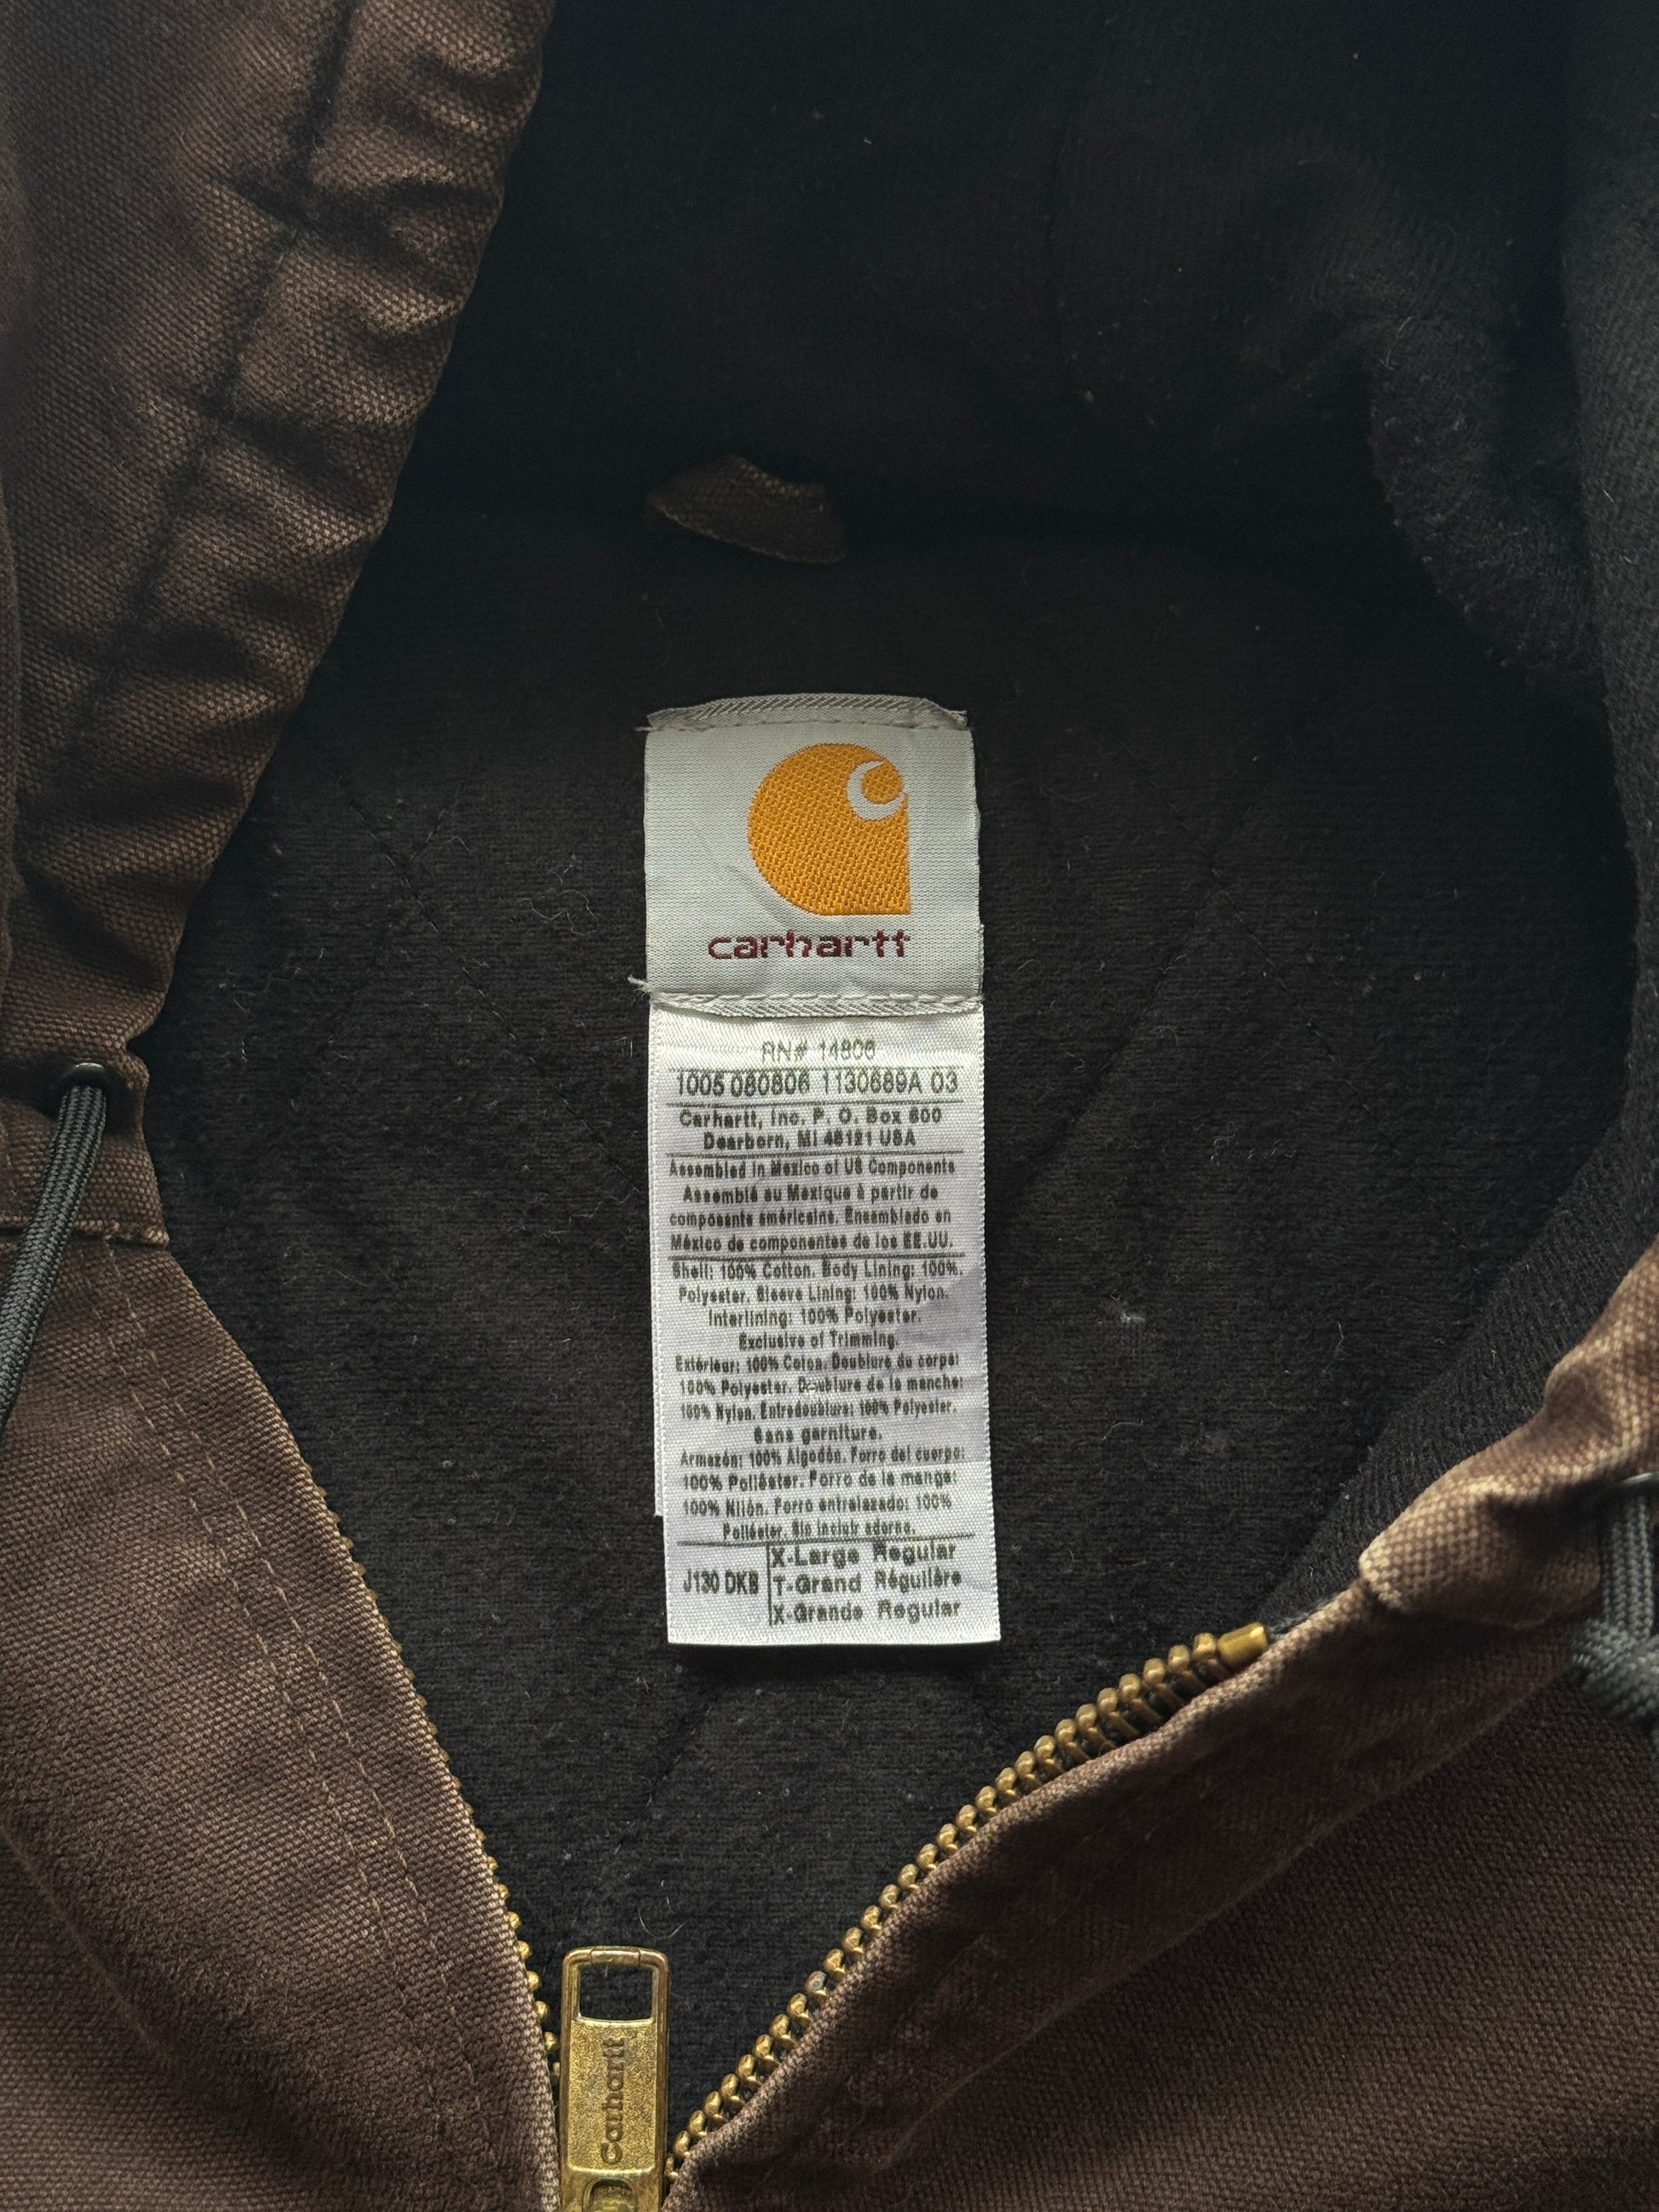 carhartt
RN# 14806
1005 080806 1130689A 03
Carhartt, Inc. P. O. Box 600
Dearborn, MI 48121 USA
Assembled in Mexico of US Components
Assemblé au Mexique à partir de
composants américains. Ensamblado en
México de componentes de los EE.UU.
Shell: 100% Cotton. Body Lining: 100%
Polyester. Sleeve Lining: 100% Nylon.
Interlining: 100% Polyester.
Exclusive of Trimming.
Extérieur: 100% Coton. Doublure du corps:
100% Polyester. Doublure de la manche:
100% Nylon. Entredoublure: 100% Polyester.
Sans garniture.
Armazón: 100% Algodón. Forro del cuerpo:
100% Poliéster. Forro de la manga:
100% Nilón. Forro entrelazado: 100%
Poliéster. Sin incluir adorno.
J130 DKB
X-Large Regular
T-Grand Régulière
X-Grande Regular
Carhartt